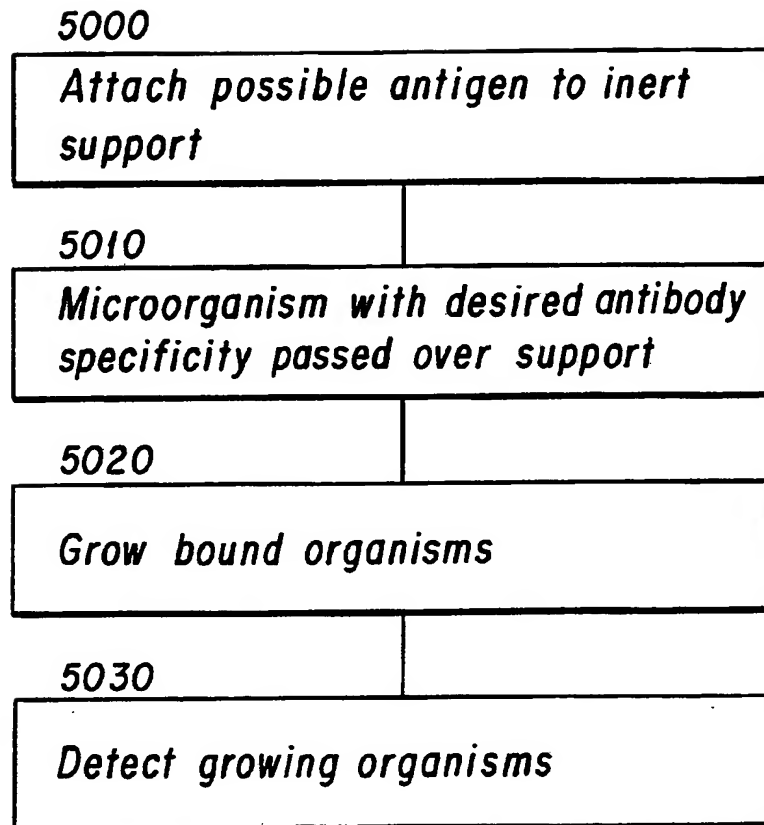 5000
Attach possible antigen to inert
support
5010
Microorganism with desired antibody
specificity passed over support
5020
Grow bound organisms
5030
Detect growing organisms